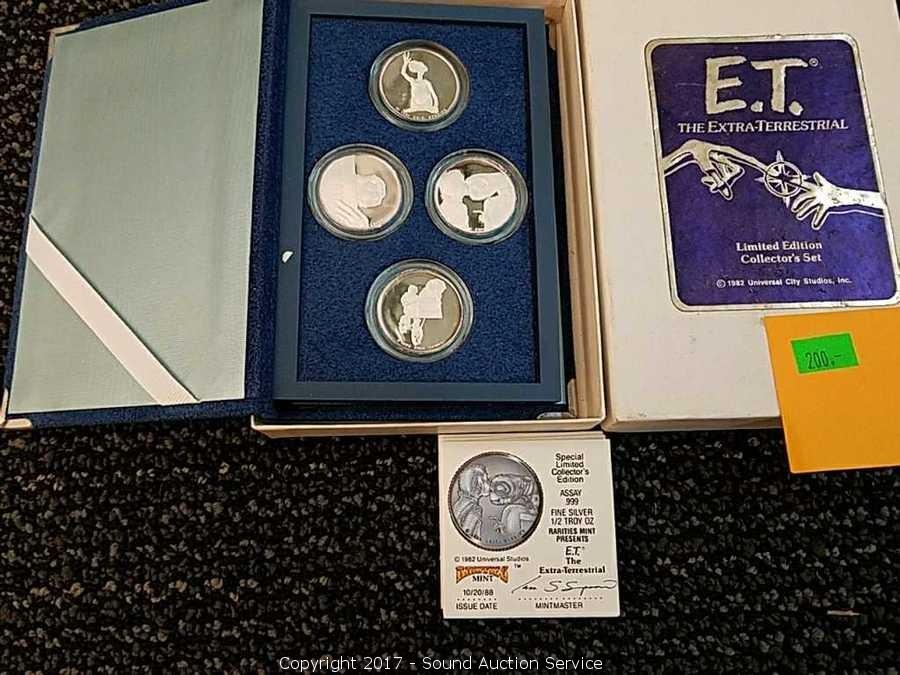 E.T.®
THE EXTRA-TERRESTRIAL
Limited Edition
Collector's Set
© 1982 Universal City Studios, Inc.
200.-
Special
Limited
Collector's
Edition
ASSAY
.999
FINE SILVER
1/2 TROY OZ
RARITIES MINT
PRESENTS
E.T.®
The
Extra-Terrestrial
© 1982 Universal Studios
TM
MINT
10/20/88
ISSUE DATE
MINTMASTER
Copyright 2017 - Sound Auction Service